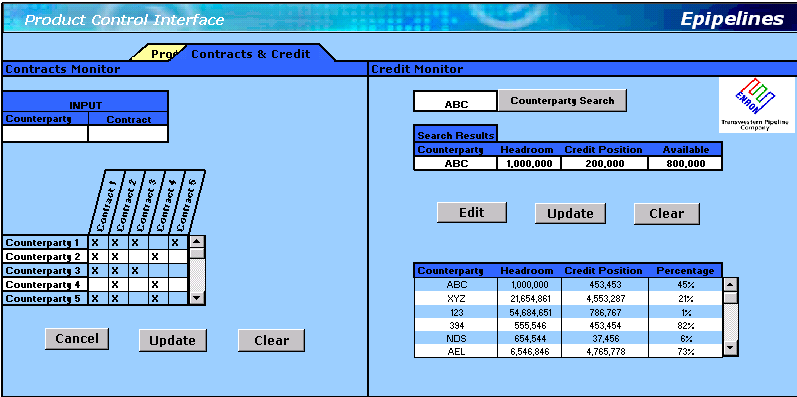 Product Control Interface
Epipelines
Contracts & Credit
Contracts Monitor
INPUT
Counterparty Contract
Contract 1
Contract 2
Contract 3
Contract 4
Contract 5
Counterparty 1 X X X X
Counterparty 2 X X X
Counterparty 3 X X X
Counterparty 4 X X
Counterparty 5 X X X
Cancel Update Clear
Credit Monitor
ABC Counterparty Search
ENRON
Transwestern Pipeline
Company
Search Results
Counterparty Headroom Credit Position Available
ABC 1,000,000 200,000 800,000
Edit Update Clear
Counterparty Headroom Credit Position Percentage
ABC 1,000,000 453,453 45%
XYZ 21,654,861 4,553,287 21%
123 54,684,651 786,767 1%
394 555,546 453,454 82%
NDS 654,544 37,456 6%
AEL 6,546,846 4,765,778 73%